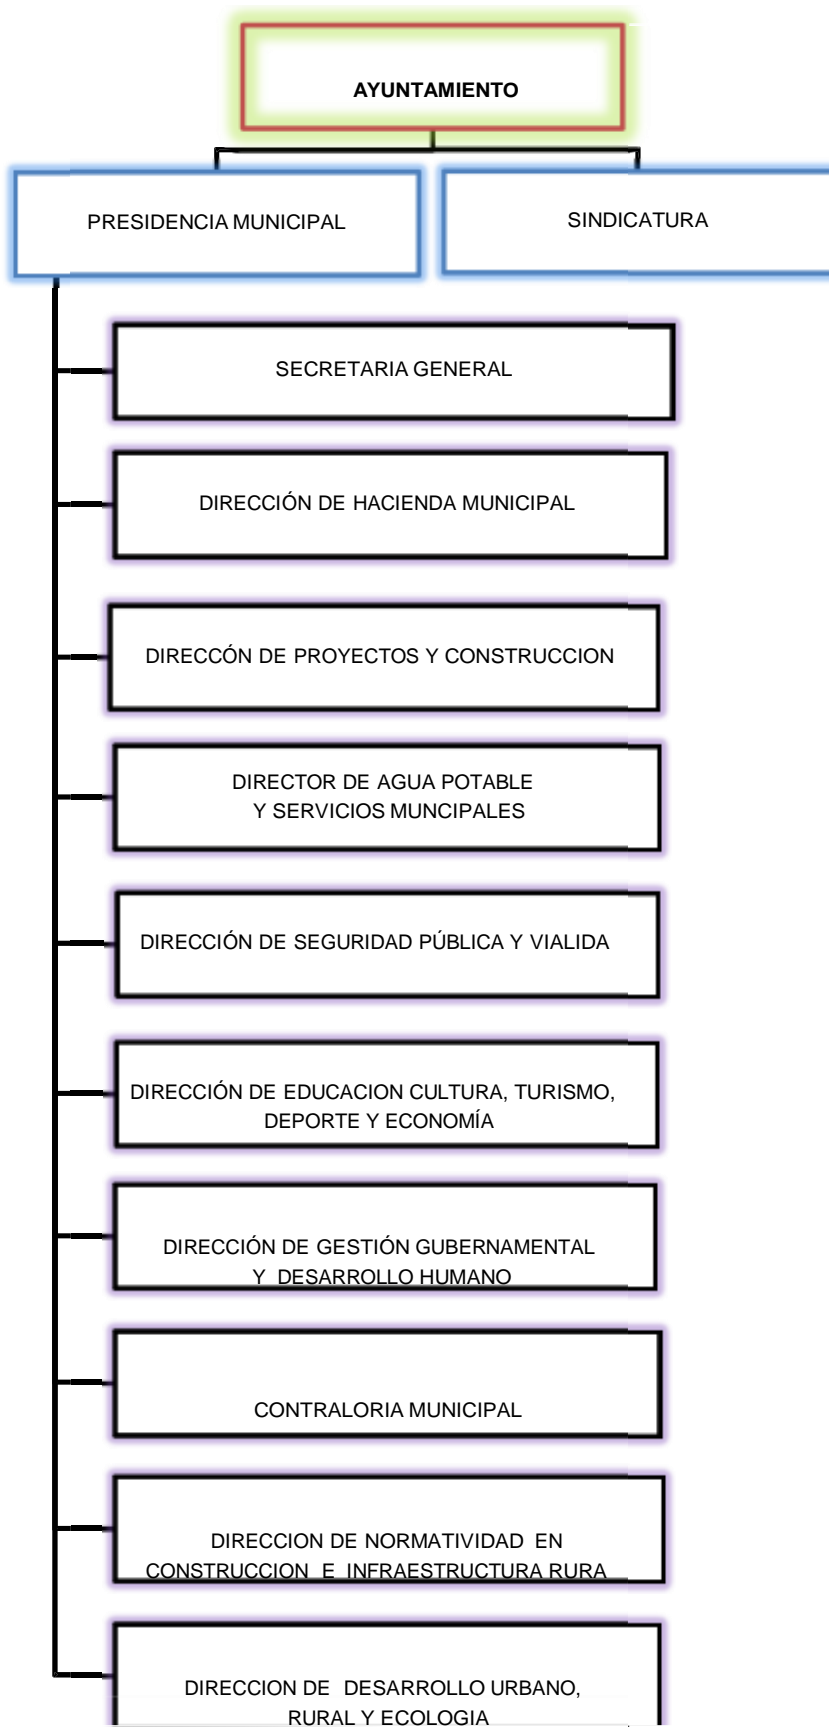 AYUNTAMIENTO
PRESIDENCIA MUNICIPAL
SINDICATURA
SECRETARIA GENERAL
DIRECCIÓN DE HACIENDA MUNICIPAL
DIRECCÓN DE PROYECTOS Y CONSTRUCCION
DIRECTOR DE AGUA POTABLE
Y SERVICIOS MUNCIPALES
DIRECCIÓN DE SEGURIDAD PÚBLICA Y VIALIDA
DIRECCIÓN DE EDUCACION CULTURA, TURISMO,
DEPORTE Y ECONOMÍA
DIRECCIÓN DE GESTIÓN GUBERNAMENTAL
Y DESARROLLO HUMANO
CONTRALORIA MUNICIPAL
DIRECCION DE NORMATIVIDAD EN
CONSTRUCCION E INFRAESTRUCTURA RURA
DIRECCION DE DESARROLLO URBANO,
RURAL Y ECOLOGIA